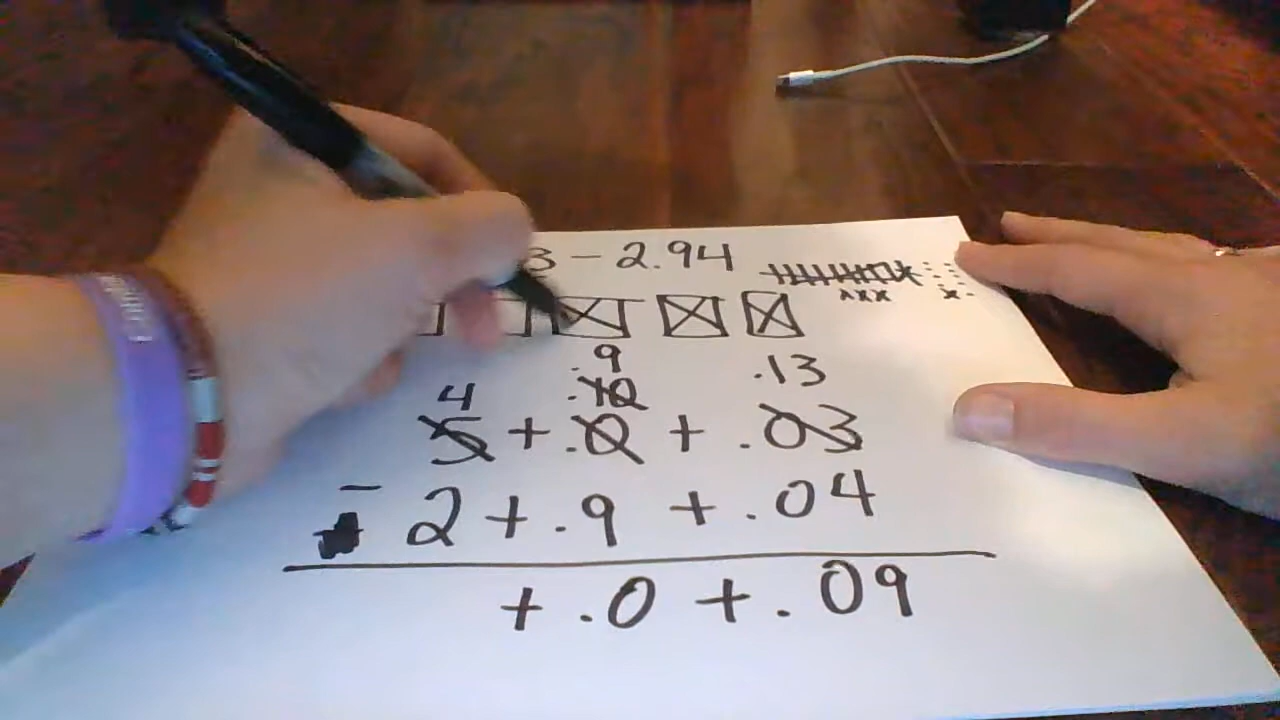 3 - 2.94
.9
4 .10 .13
5 + .0 + .03
- 2 + .9 + .04
+ .0 + .09